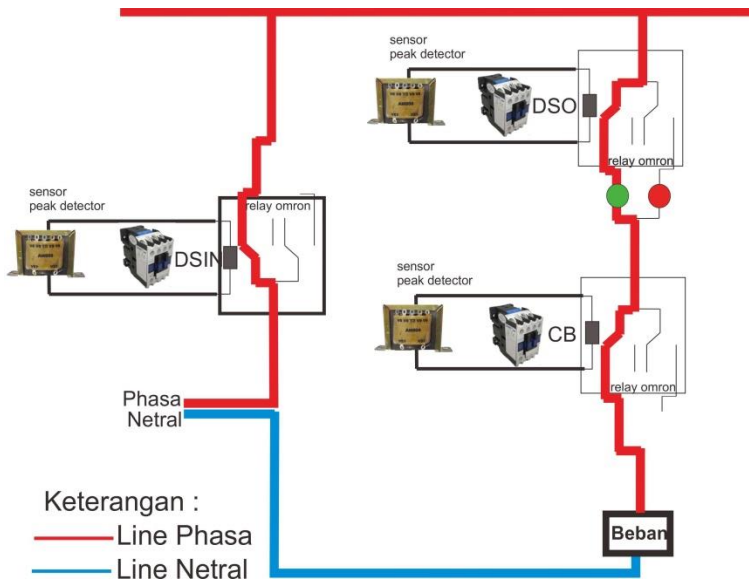 sensor
peak detector
DSO
relay omron
sensor
peak detector
DSIN
relay omron
sensor
peak detector
CB
relay omron
Phasa
Netral
Keterangan :
Line Phasa
Line Netral
Beban